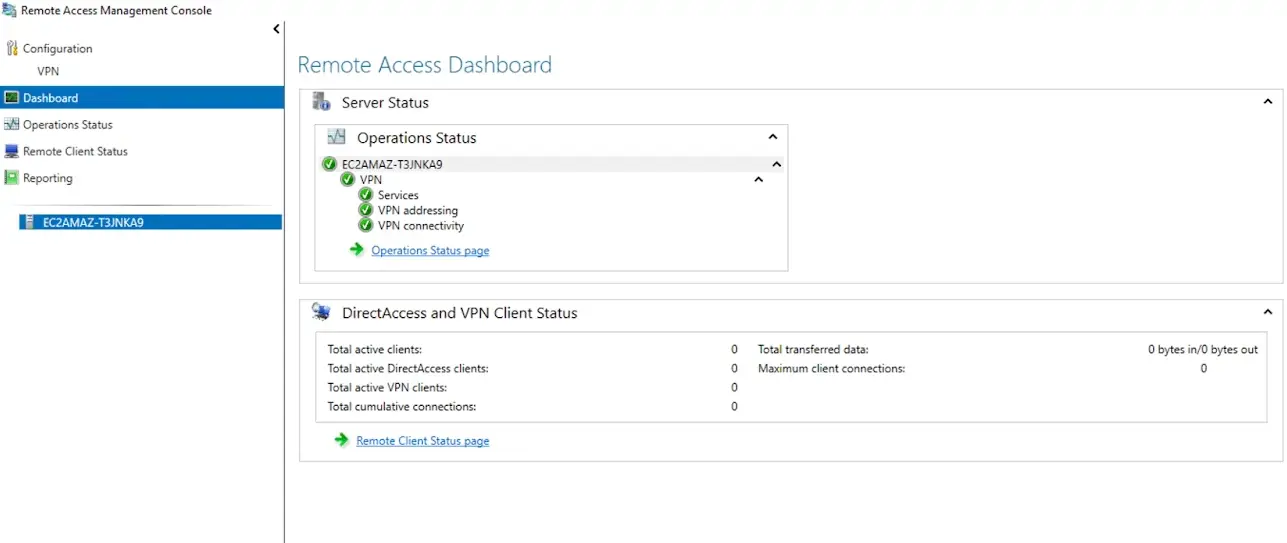 Remote Access Management Console
Configuration
VPN
Dashboard
Operations Status
Remote Client Status
Reporting
EC2AMAZ-T3JNKA9
Remote Access Dashboard
Server Status
Operations Status
EC2AMAZ-T3JNKA9
VPN
Services
VPN addressing
VPN connectivity
Operations Status page
DirectAccess and VPN Client Status
Total active clients: 0 Total transferred data: 0 bytes in/0 bytes out
Total active DirectAccess clients: 0 Maximum client connections: 0
Total active VPN clients: 0
Total cumulative connections: 0
Remote Client Status page